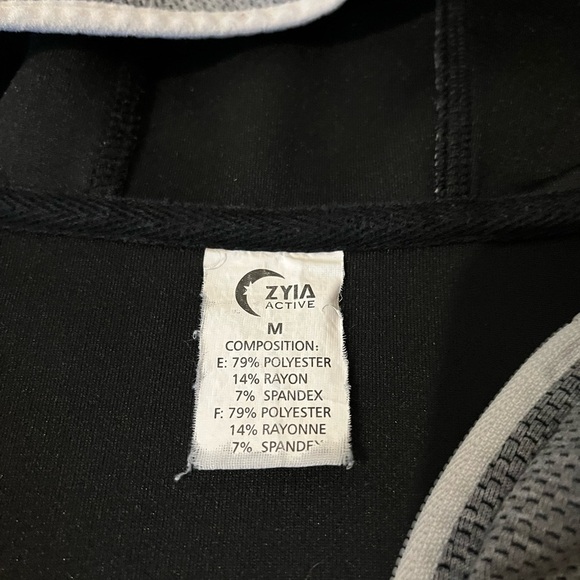 ZYIA
ACTIVE
M
COMPOSITION:
E: 79% POLYESTER
14% RAYON
7% SPANDEX
F: 79% POLYESTER
14% RAYONNE
7% SPANDEX